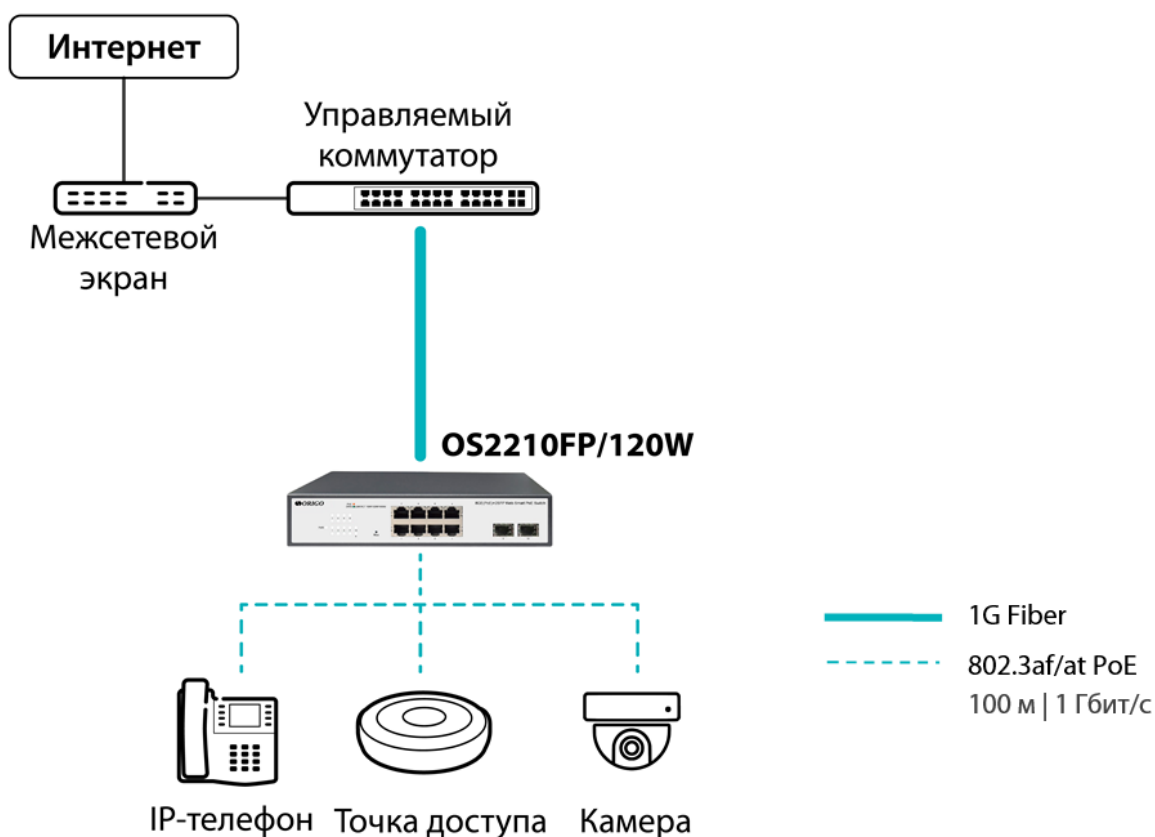 Интернет
Управляемый
коммутатор
Межсетевой
экран
OS2210FP/120W
ORIGO
1G Fiber
802.3af/at PoE
100 м | 1 Гбит/с
IP-телефон
Точка доступа
Камера